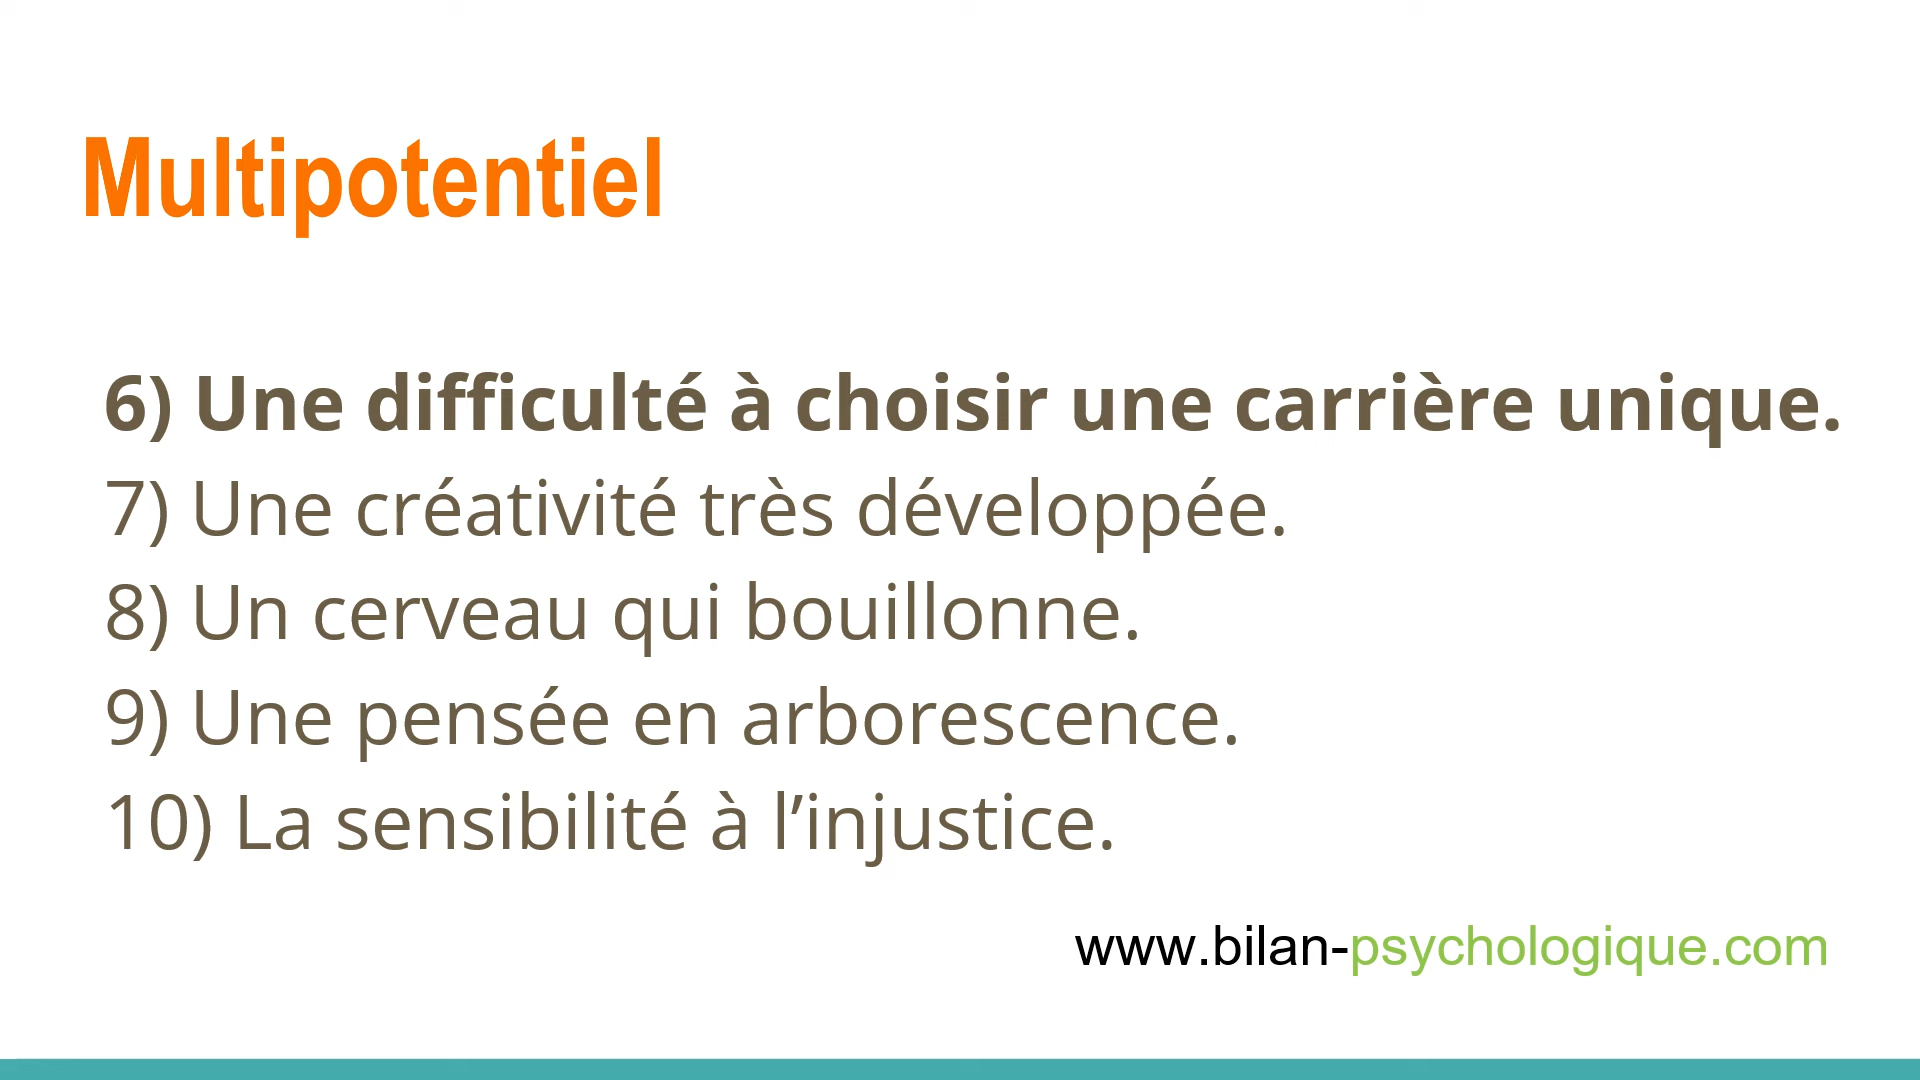 Multipotentiel
6) Une difficulté à choisir une carrière unique.
7) Une créativité très développée.
8) Un cerveau qui bouillonne.
9) Une pensée en arborescence.
10) La sensibilité à l’injustice.
www.bilan-psychologique.com